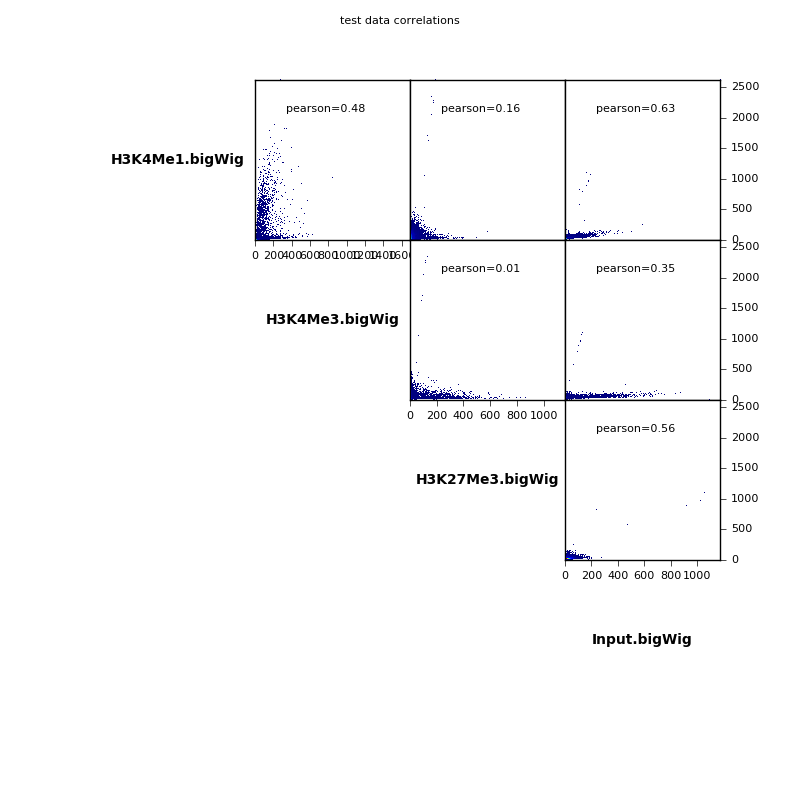 test data correlations
pearson=0.48
pearson=0.16
pearson=0.63
2500
2000
1500
1000
500
0
H3K4Me1.bigWig
0 200 400 600 800 1000 1200 1400 1600
pearson=0.01
pearson=0.35
2500
2000
1500
1000
500
0
H3K4Me3.bigWig
0 200 400 600 800 1000
pearson=0.56
2500
2000
1500
1000
500
0
H3K27Me3.bigWig
0 200 400 600 800 1000
Input.bigWig